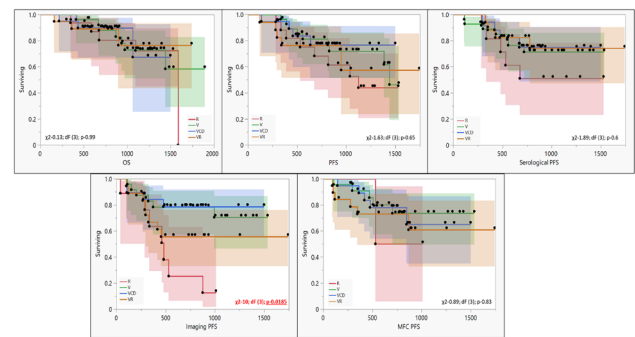 1.0
0.8
0.6
0.4
0.2
0.0
Surviving
R
V
VCD
VR
χ2-0.13; dF (3); p-0.99
0 500 1000 1500 2000
OS
1.0
0.8
0.6
0.4
0.2
0.0
Surviving
R
V
VCD
VR
χ2-1.63; dF (3); p-0.65
0 500 1000 1500
PFS
1.0
0.8
0.6
0.4
0.2
0.0
Surviving
R
V
VCD
VR
χ2-1.89; dF (3); p-0.6
0 500 1000 1500
Serological PFS
1.0
0.8
0.6
0.4
0.2
0.0
Surviving
R
V
VCD
VR
χ2-10; dF (3); p-0.0185
0 500 1000 1500
Imaging PFS
1.0
0.8
0.6
0.4
0.2
0.0
Surviving
R
V
VCD
VR
χ2-0.89; dF (3); p-0.83
0 500 1000 1500
MFC PFS